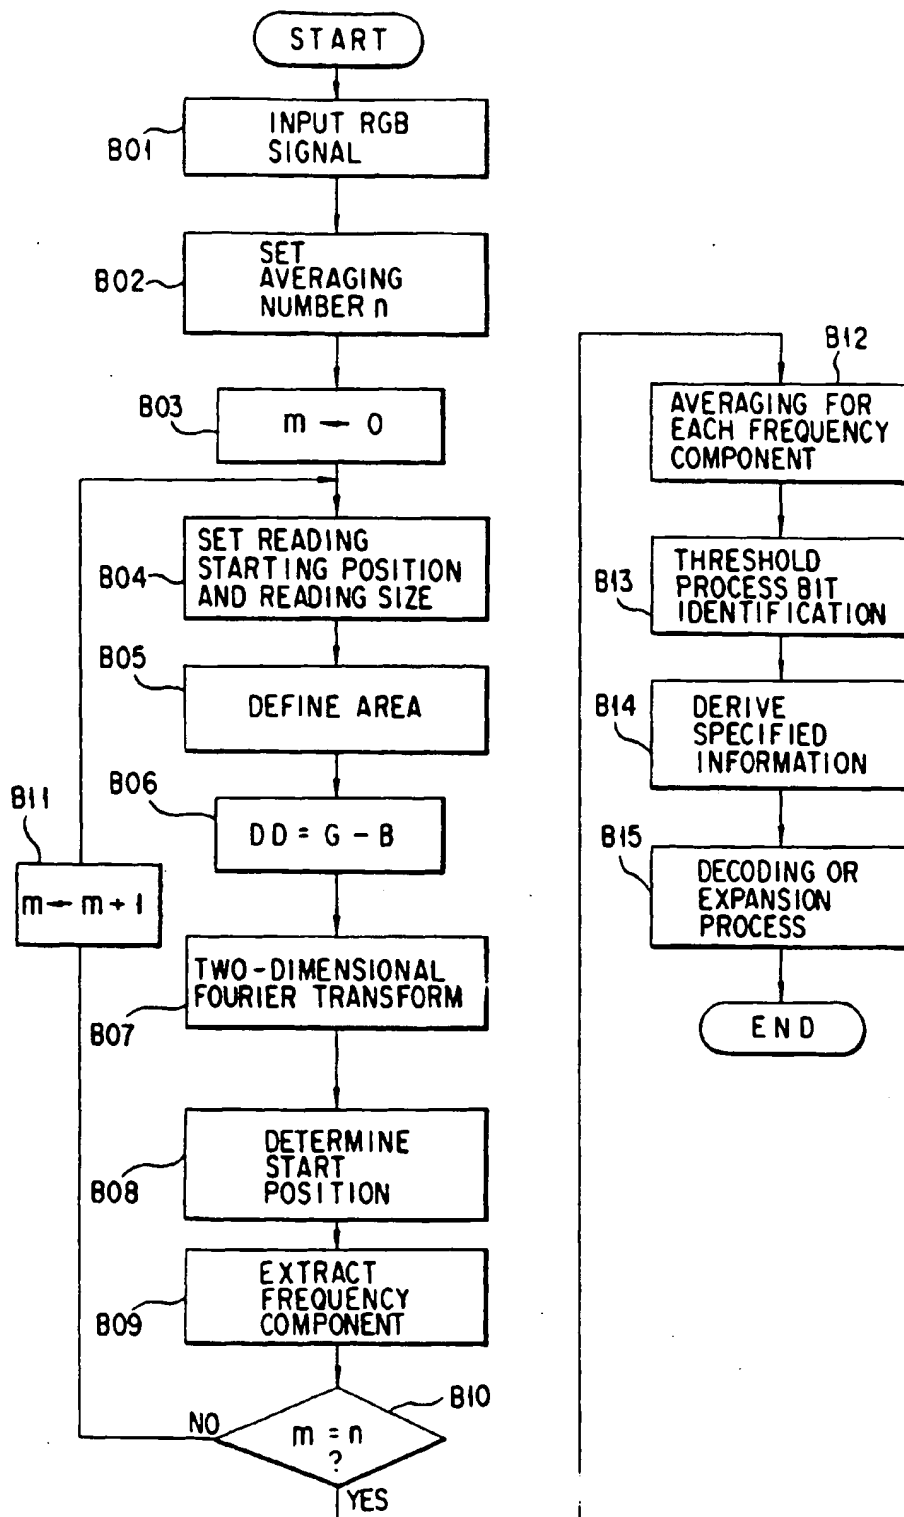 START
B01
INPUT RGB
SIGNAL
B02
SET
AVERAGING
NUMBER n
B03
m ← 0
B04
SET READING
STARTING POSITION
AND READING SIZE
B05
DEFINE AREA
B06
DD = G - B
B11
m ← m + 1
B07
TWO-DIMENSIONAL
FOURIER TRANSFORM
B08
DETERMINE
START
POSITION
B09
EXTRACT
FREQUENCY
COMPONENT
B10
m = n
?
NO
YES
B12
AVERAGING FOR
EACH FREQUENCY
COMPONENT
B13
THRESHOLD
PROCESS BIT
IDENTIFICATION
B14
DERIVE
SPECIFIED
INFORMATION
B15
DECODING OR
EXPANSION
PROCESS
END